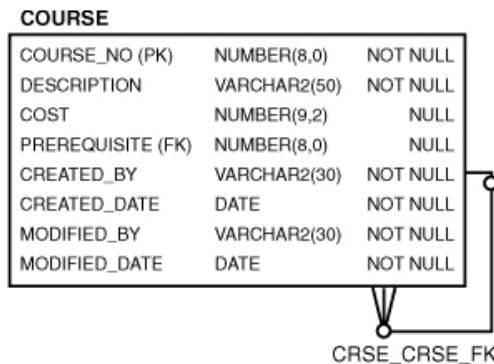 COURSE
COURSE_NO (PK) NUMBER(8,0) NOT NULL
DESCRIPTION VARCHAR2(50) NOT NULL
COST NUMBER(9,2) NULL
PREREQUISITE (FK) NUMBER(8,0) NULL
CREATED_BY VARCHAR2(30) NOT NULL
CREATED_DATE DATE NOT NULL
MODIFIED_BY VARCHAR2(30) NOT NULL
MODIFIED_DATE DATE NOT NULL
CRSE_CRSE_FK